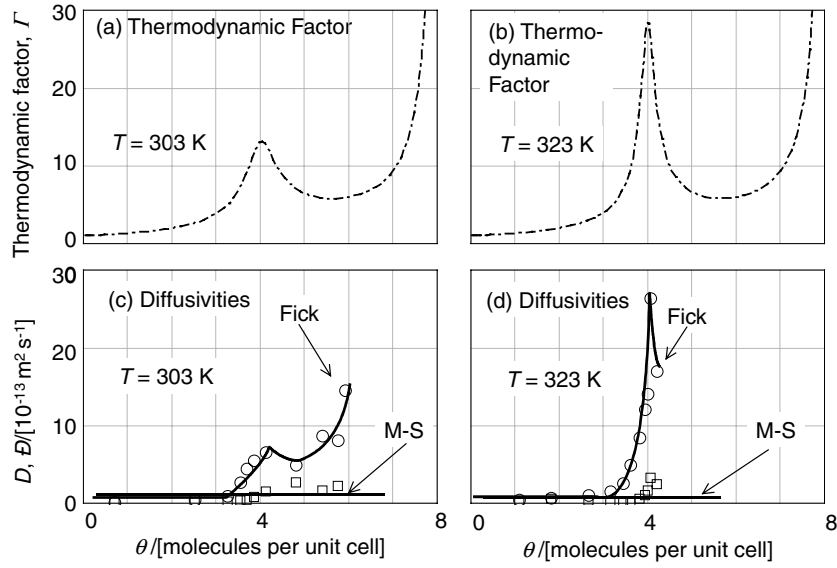 Thermodynamic factor, Γ
30
20
10
0
(a) Thermodynamic Factor
T = 303 K
(b) Thermo-
dynamic
Factor
T = 323 K
D, Đ/[10⁻¹³ m² s⁻¹]
30
20
10
0
(c) Diffusivities
Fick
T = 303 K
M-S
0 4 8
θ/[molecules per unit cell]
(d) Diffusivities
Fick
T = 323 K
M-S
0 4 8
θ/[molecules per unit cell]